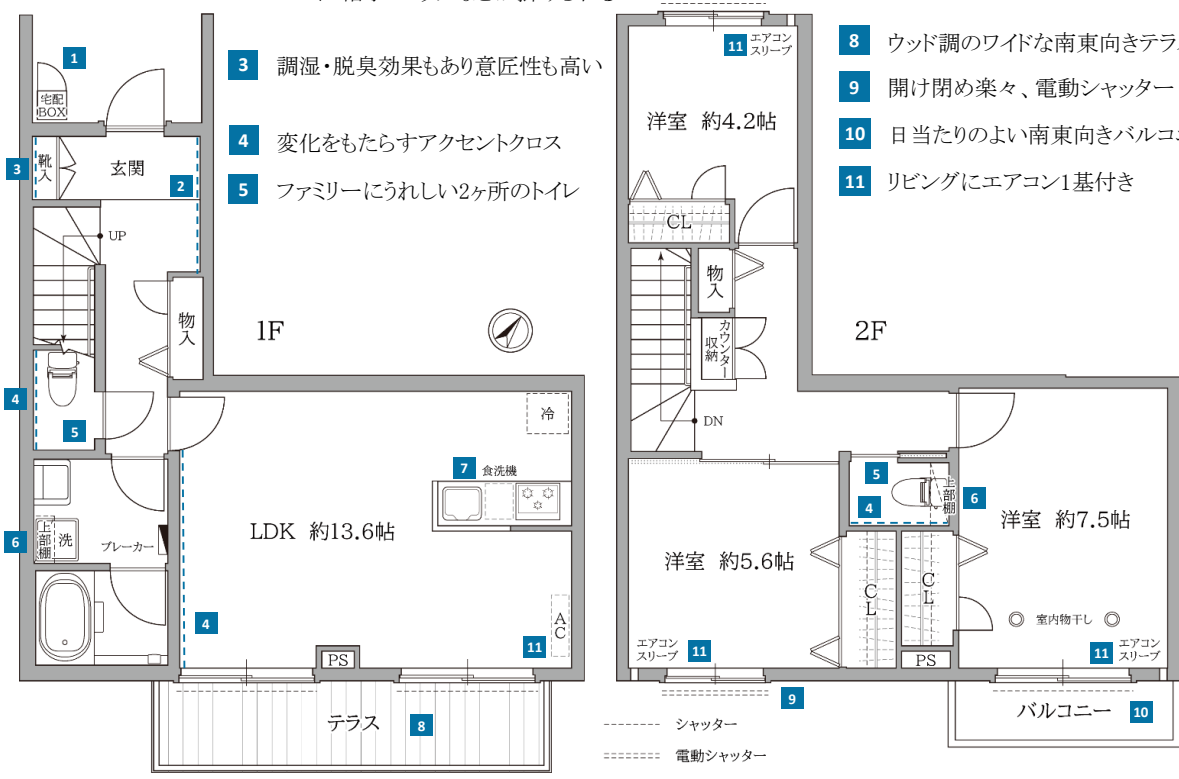 1
宅配
BOX
3 調湿・脱臭効果もあり意匠性も高い
4 変化をもたらすアクセントクロス
5 ファミリーにうれしい2ヶ所のトイレ
3
靴入
玄関
2
UP
物入
1F
4
5
冷
7 食洗機
LDK 約13.6帖
6
上部棚
洗
ブレーカー
4
AC
11
PS
テラス
8
11 エアコン
スリーブ
洋室 約4.2帖
CL
8 ウッド調のワイドな南東向きテラ
9 開け閉め楽々、電動シャッター
10 日当たりのよい南東向きバルコ
11 リビングにエアコン1基付き
物入
カウンター
収納
2F
DN
5
4
上部棚
6
洋室 約7.5帖
洋室 約5.6帖
CL
CL
室内物干し
エアコン
スリーブ
11
PS
11 エアコン
スリーブ
9
バルコニー 10
シャッター
電動シャッター